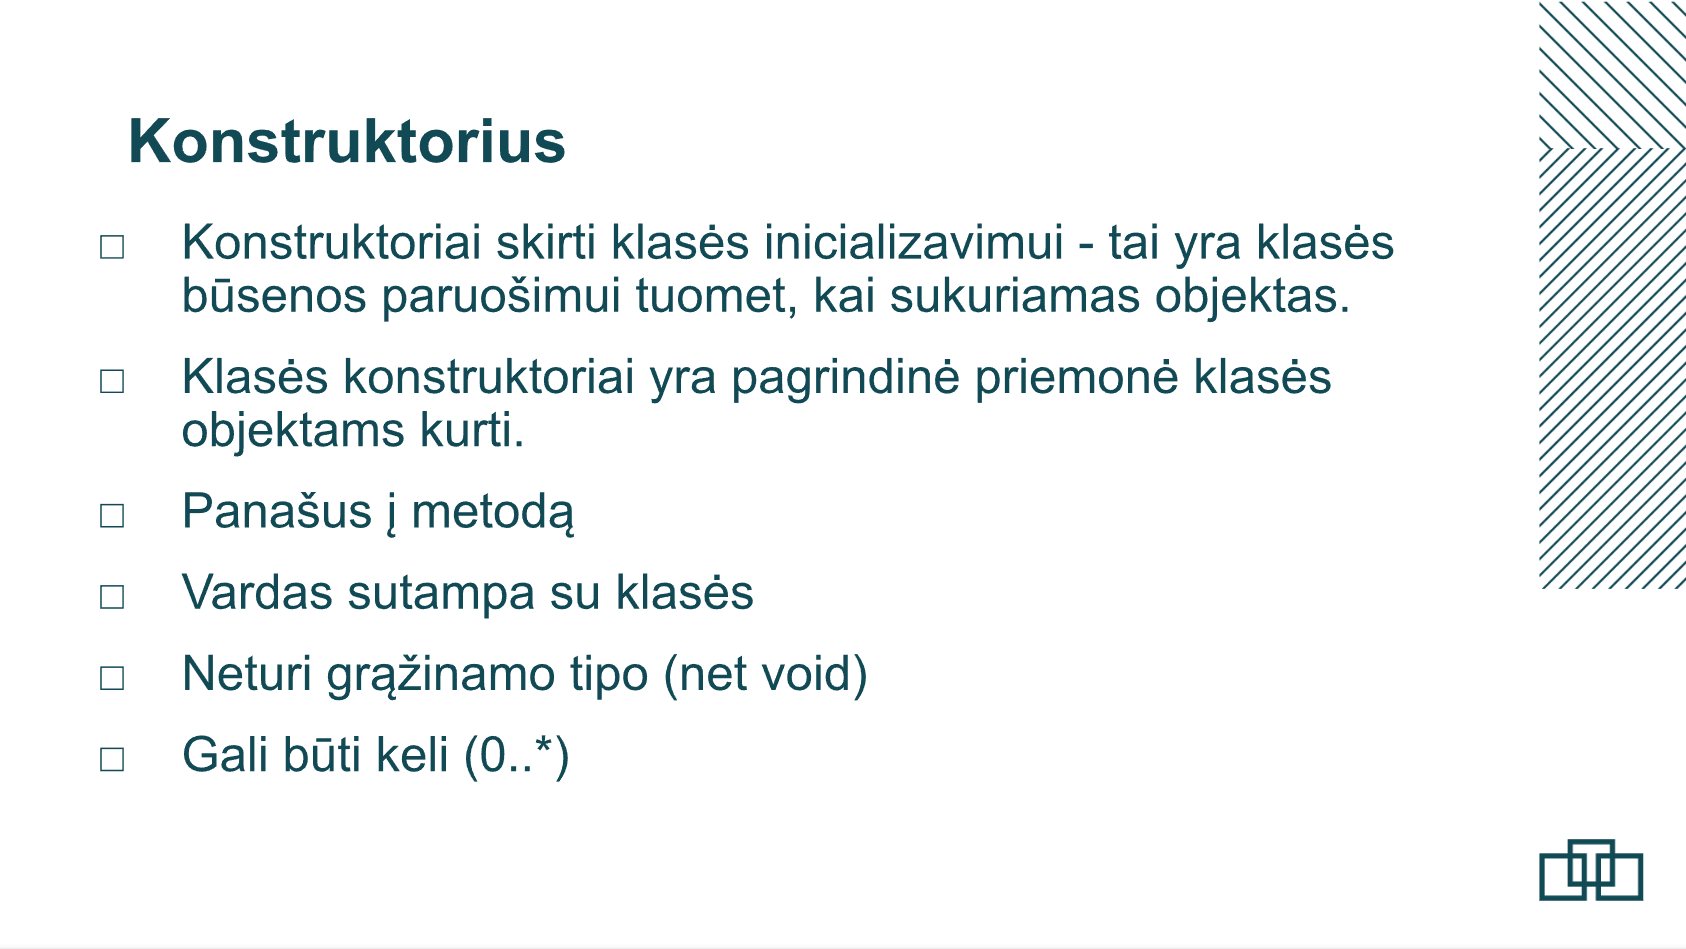 Konstruktorius
Konstruktoriai skirti klasės inicializavimui - tai yra klasės
būsenos paruošimui tuomet, kai sukuriamas objektas.
Klasės konstruktoriai yra pagrindinė priemonė klasės
objektams kurti.
Panašus į metodą
Vardas sutampa su klasės
Neturi grąžinamo tipo (net void)
Gali būti keli (0..*)